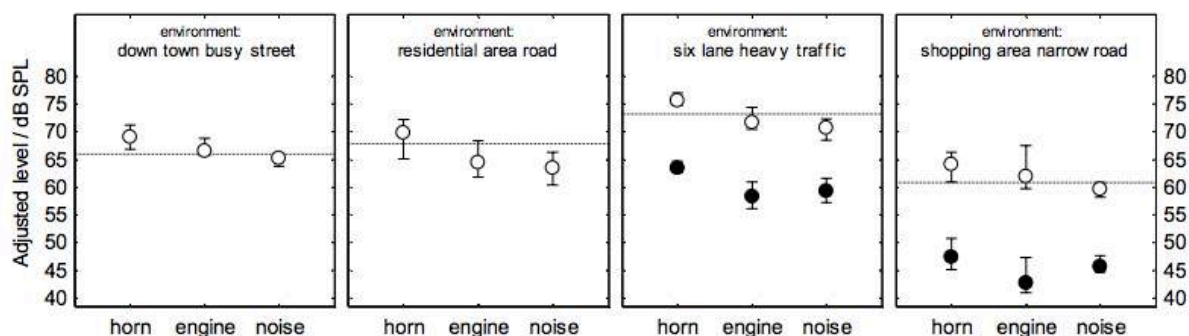 environment:
down town busy street
environment:
residential area road
environment:
six lane heavy traffic
environment:
shopping area narrow road
Adjusted level / dB SPL
80
75
70
65
60
55
50
45
40
80
75
70
65
60
55
50
45
40
horn engine noise
horn engine noise
horn engine noise
horn engine noise